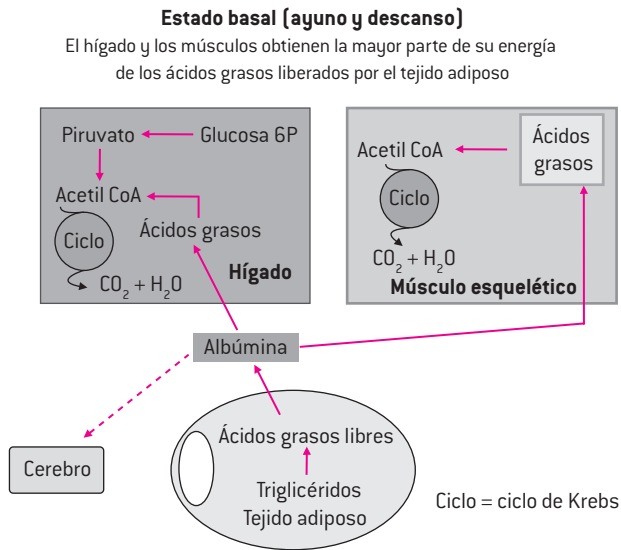 Estado basal (ayuno y descanso)
El hígado y los músculos obtienen la mayor parte de su energía
de los ácidos grasos liberados por el tejido adiposo
Piruvato
Glucosa 6P
Acetil CoA
Ciclo
Ácidos grasos
CO₂ + H₂O
Hígado
Ácidos
grasos
Acetil CoA
Ciclo
CO₂ + H₂O
Músculo esquelético
Albúmina
Cerebro
Ácidos grasos libres
Triglicéridos
Tejido adiposo
Ciclo = ciclo de Krebs